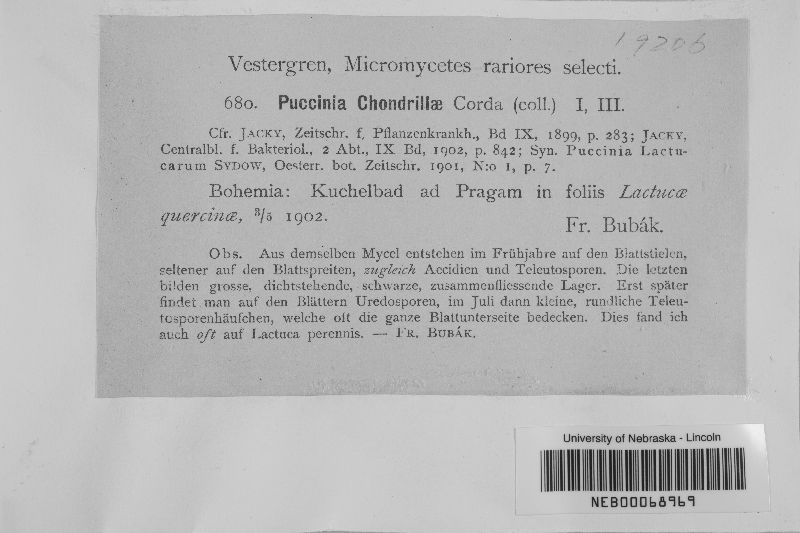 19206
Vestergren, Micromycetes rariores selecti.
680. Puccinia Chondrillæ Corda (coll.) I, III.
Cfr. JACKY, Zeitschr. f. Pflanzenkrankh., Bd IX, 1899, p. 283; JACKY,
Centralbl. f. Bakteriol., 2 Abt., IX Bd, 1902, p. 842; Syn. Puccinia Lactu-
carum SYDOW, Oesterr. bot. Zeitschr. 1901, N:o 1, p. 7.
Bohemia: Kuchelbad ad Pragam in foliis Lactucæ
quercinæ, 3/5 1902.
Fr. Bubák.
Obs. Aus demselben Mycel entstehen im Frühjahre auf den Blattstielen,
seltener auf den Blattspreiten, zugleich Aecidien und Teleutosporen. Die letzten
bilden grosse, dichtstehende, schwarze, zusammenfliessende Lager. Erst später
findet man auf den Blättern Uredosporen, im Juli dann kleine, rundliche Teleu-
tosporenhäufchen, welche oft die ganze Blattunterseite bedecken. Dies fand ich
auch oft auf Lactuca perennis. — FR. BUBÁK.
University of Nebraska - Lincoln
NEB00068969